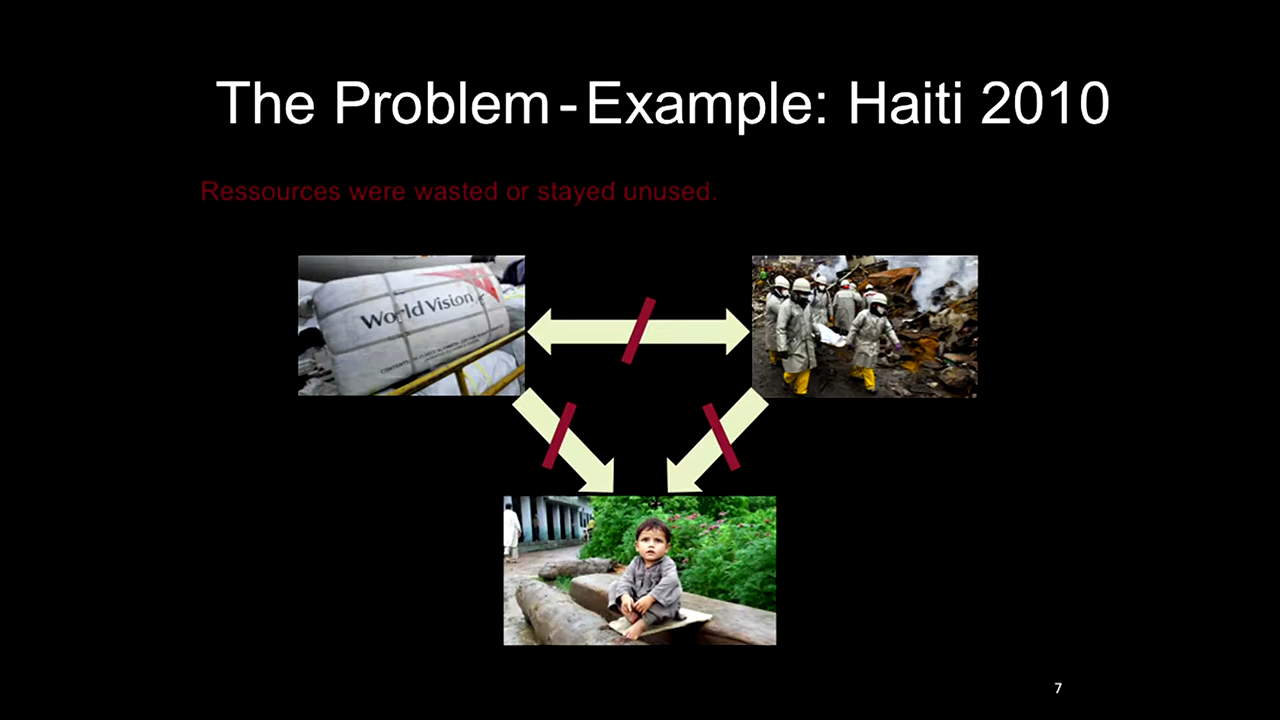 The Problem - Example: Haiti 2010
Ressources were wasted or stayed unused.
World Vision
7